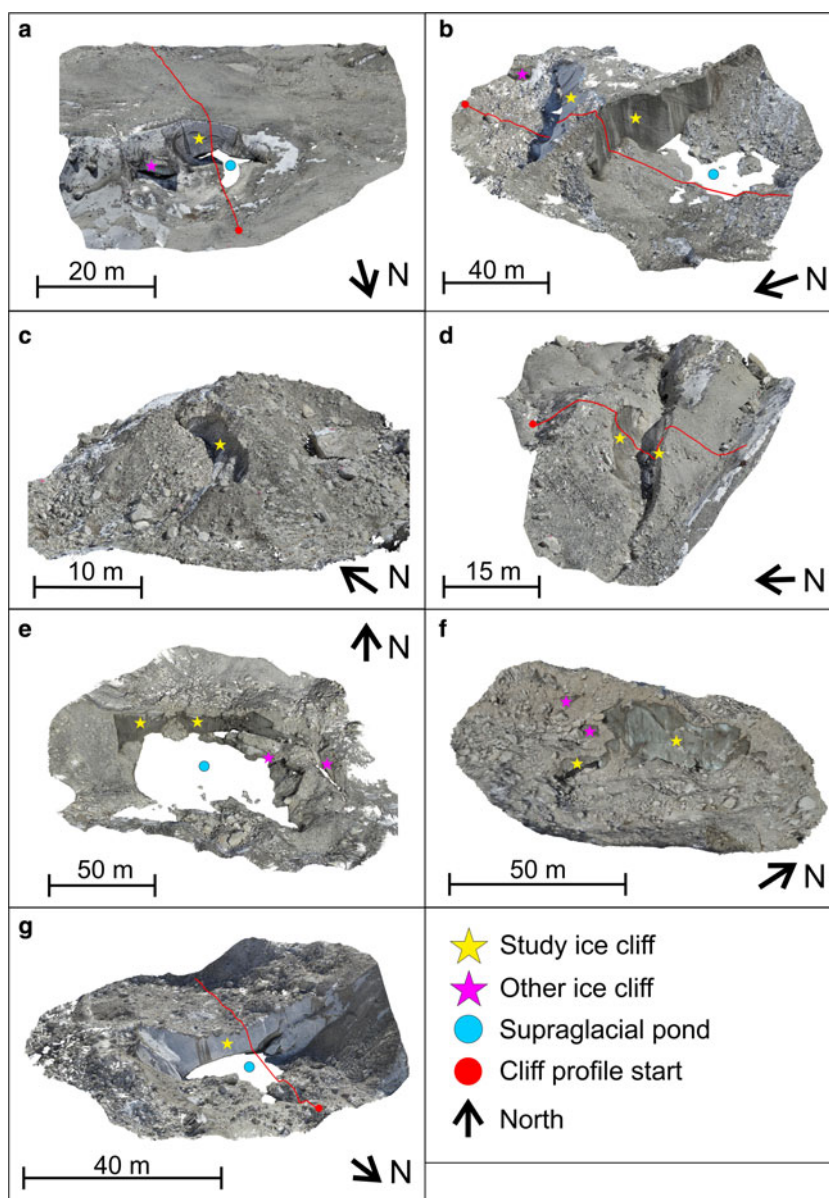 a
20 m
N
b
40 m
N
c
10 m
N
d
15 m
N
e
N
50 m
f
50 m
N
g
40 m
N
Study ice cliff
Other ice cliff
Supraglacial pond
Cliff profile start
North